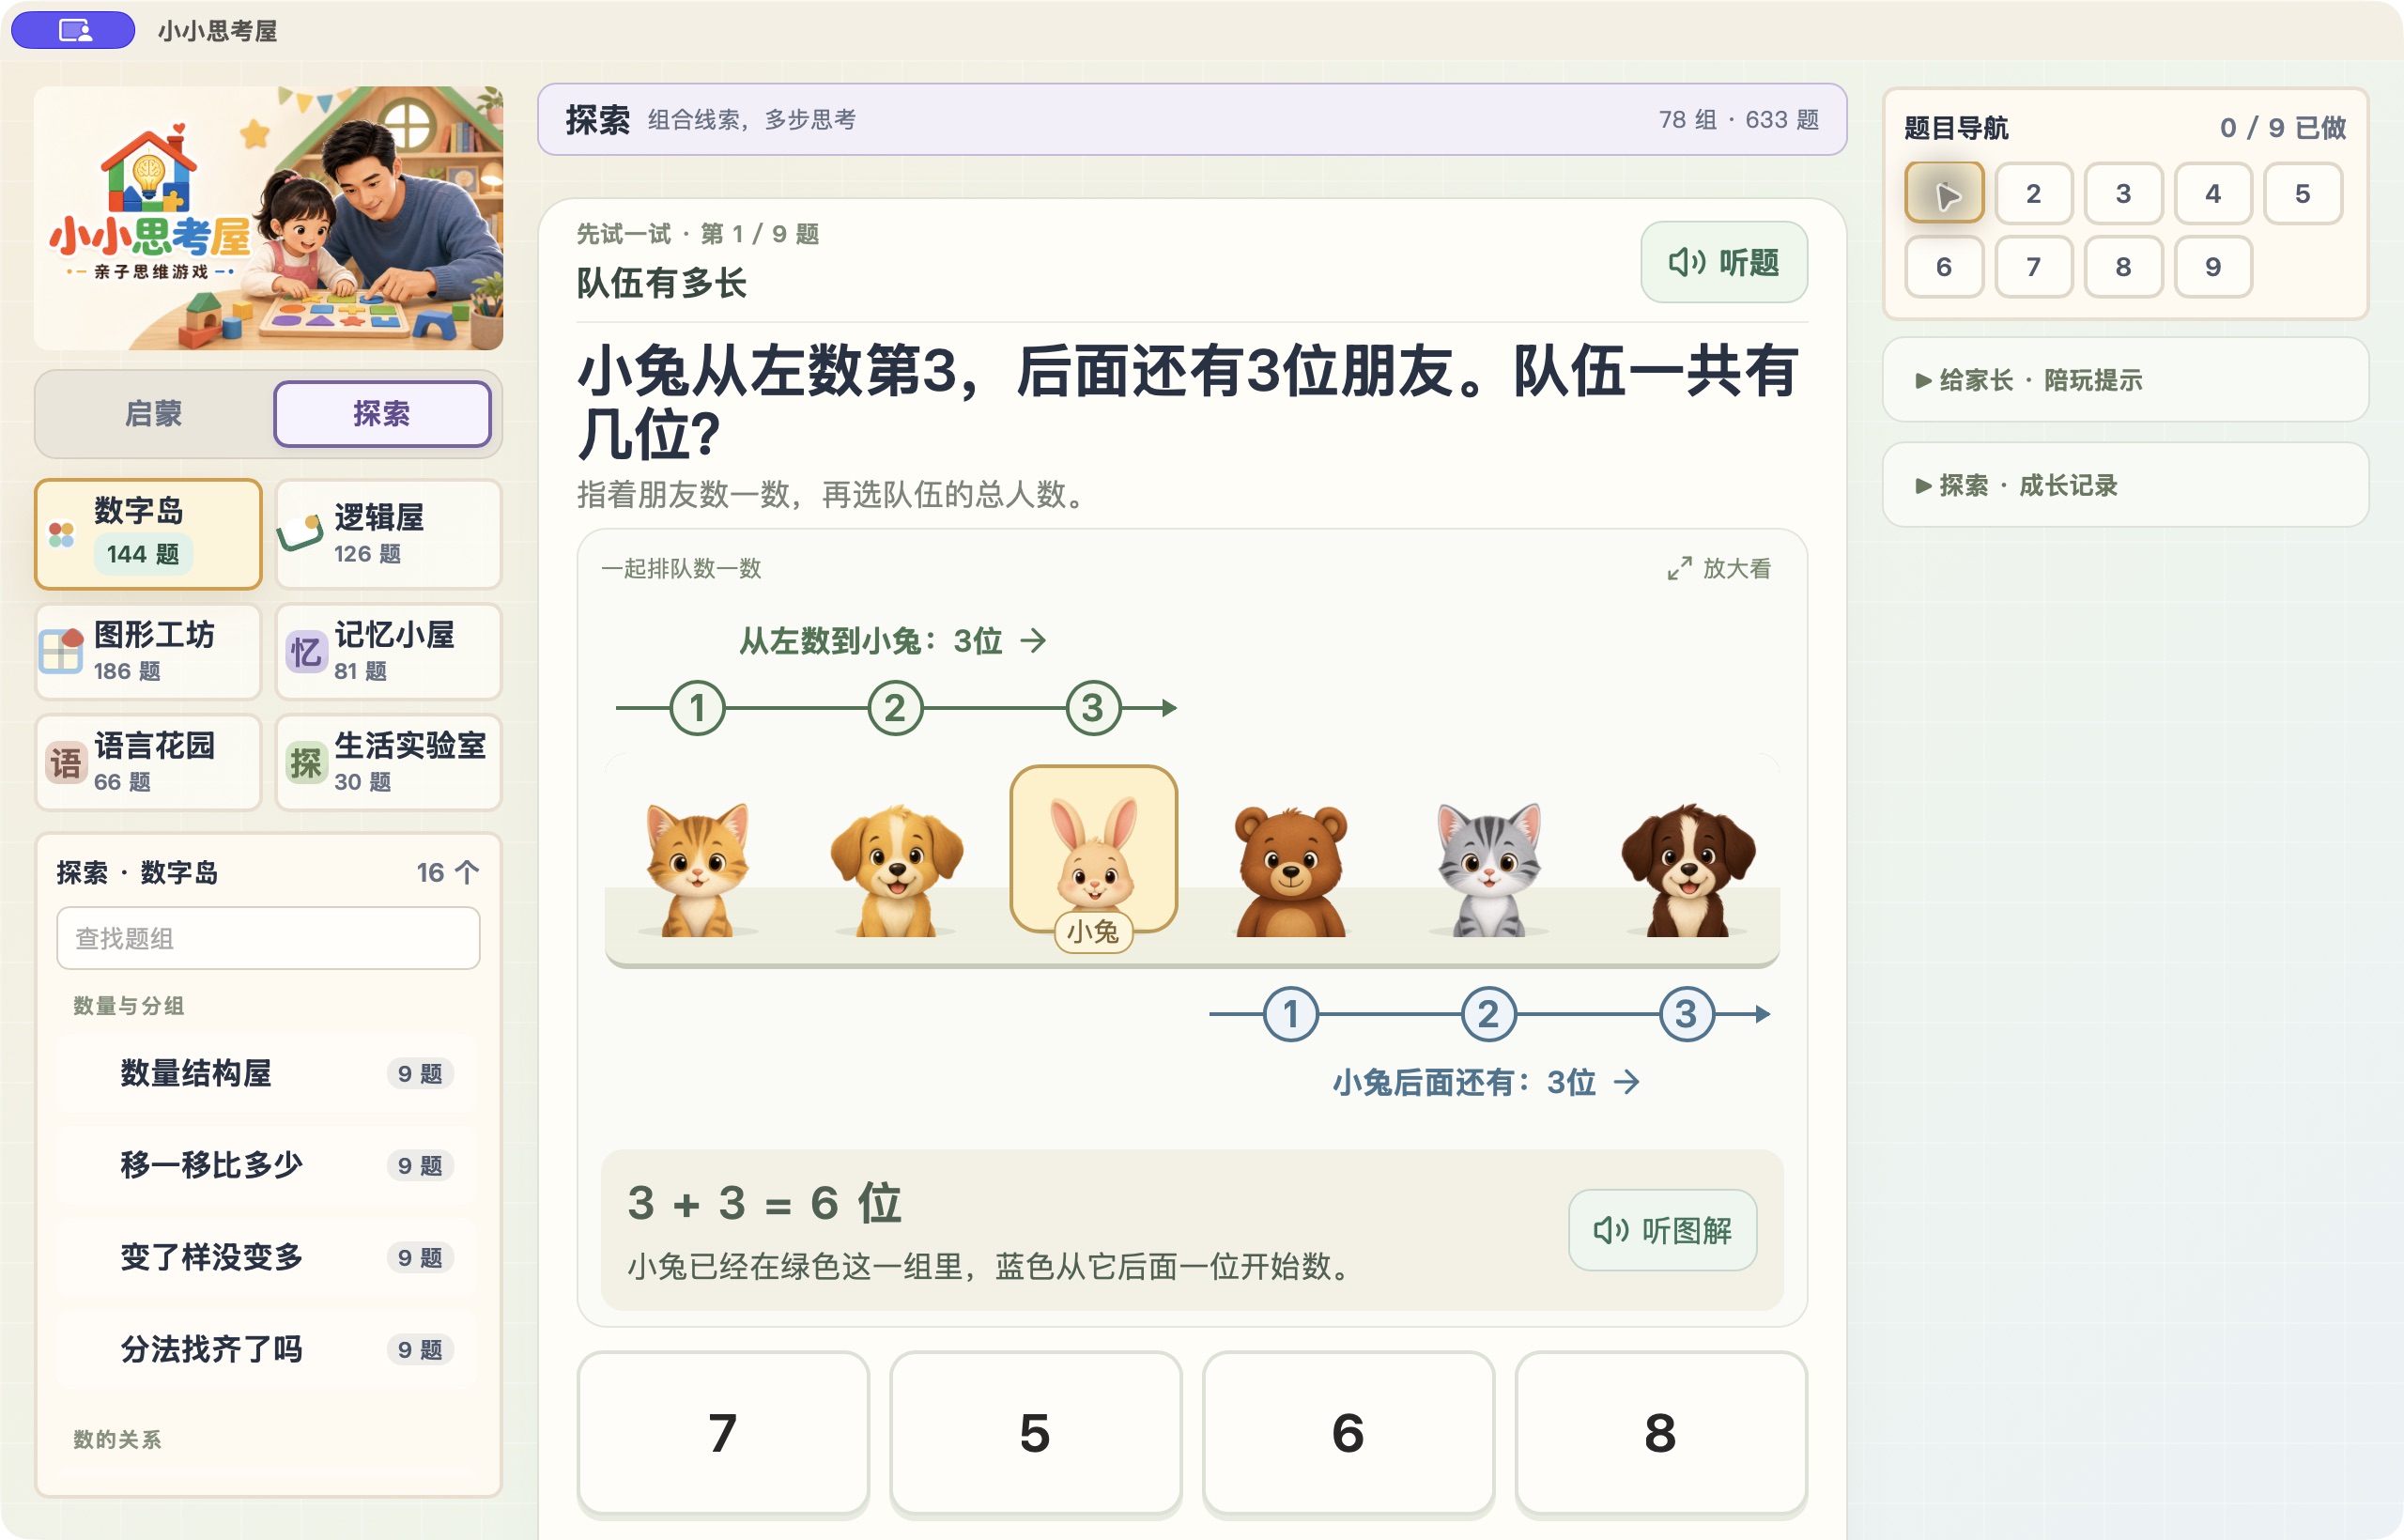 小小思考屋
小小思考屋
亲子思维游戏
启蒙
探索
数字岛
144 题
逻辑屋
126 题
图形工坊
186 题
忆
记忆小屋
81 题
语
语言花园
66 题
探
生活实验室
30 题
探索 · 数字岛
16 个
查找题组
数量与分组
数量结构屋
9 题
移一移比多少
9 题
变了样没变多
9 题
分法找齐了吗
9 题
数的关系
探索 组合线索，多步思考
78 组 · 633 题
先试一试 · 第 1 / 9 题
队伍有多长
听题
小兔从左数第3，后面还有3位朋友。队伍一共有
几位？
指着朋友数一数，再选队伍的总人数。
一起排队数一数
放大看
从左数到小兔：3位 →
1 2 3
小兔
1 2 3
小兔后面还有：3位 →
3 + 3 = 6 位
小兔已经在绿色这一组里，蓝色从它后面一位开始数。
听图解
7 5 6 8
题目导航
0 / 9 已做
2 3 4 5
6 7 8 9
给家长 · 陪玩提示
探索 · 成长记录